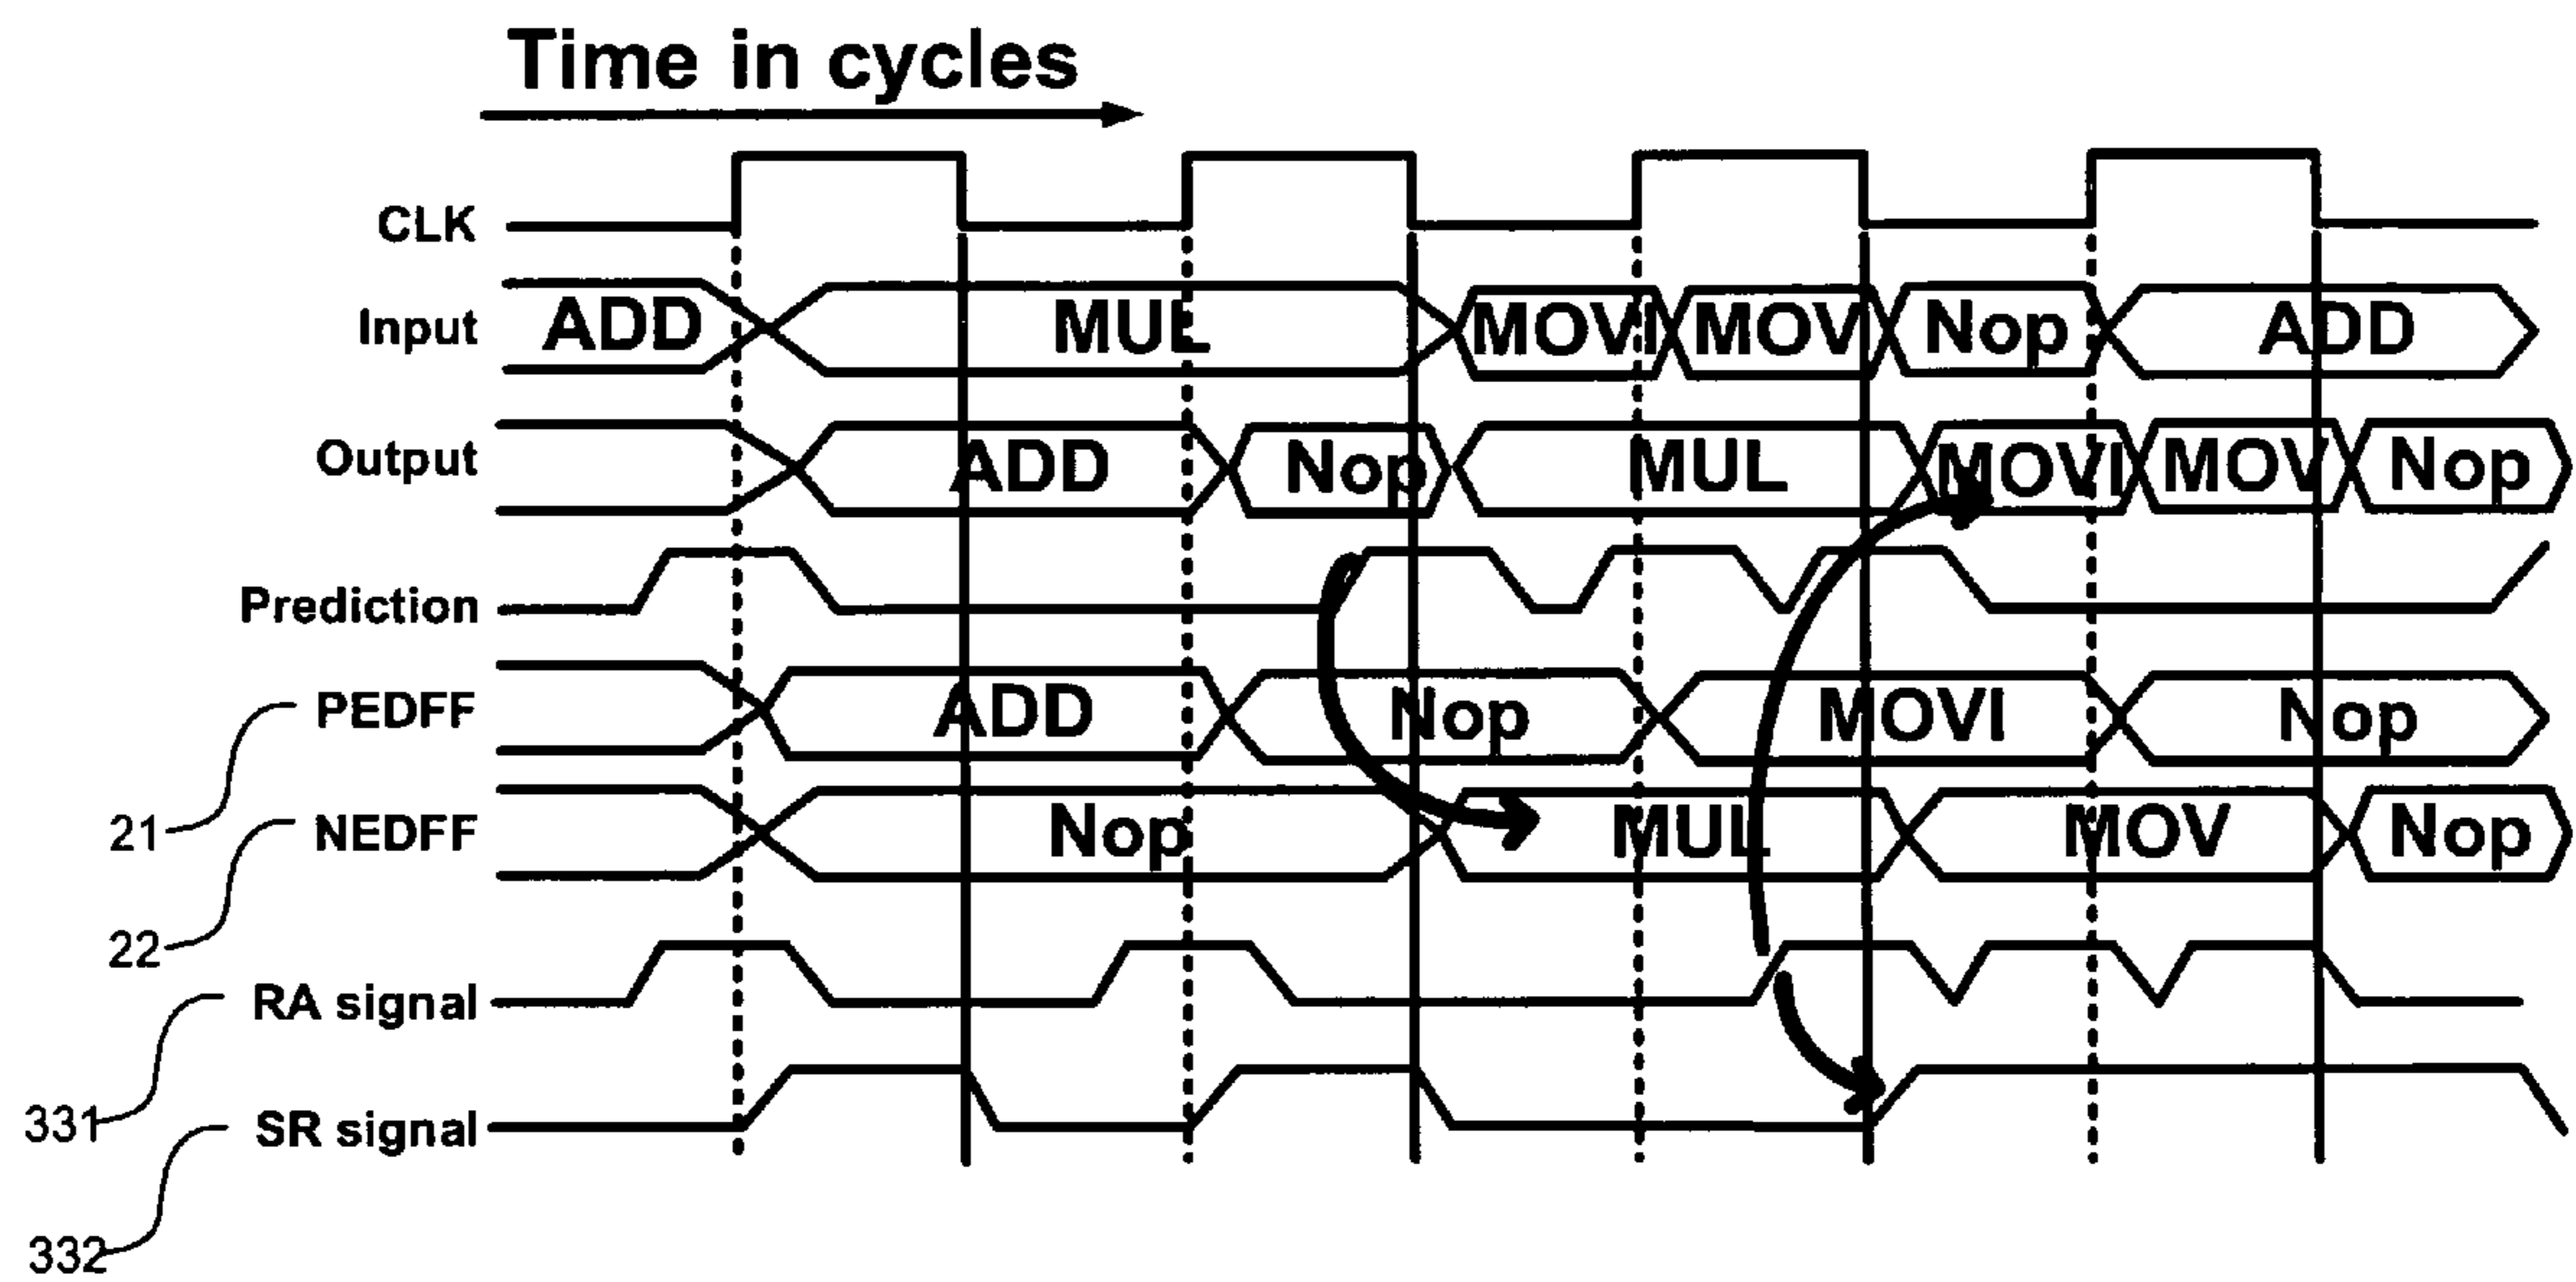 Time in cycles
CLK
Input ADD MUL MOVI MOV Nop ADD
Output ADD Nop MUL MOVI MOV Nop
Prediction
21 PEDFF ADD Nop MOVI Nop
22 NEDFF Nop MUL MOV Nop
331 RA signal
332 SR signal